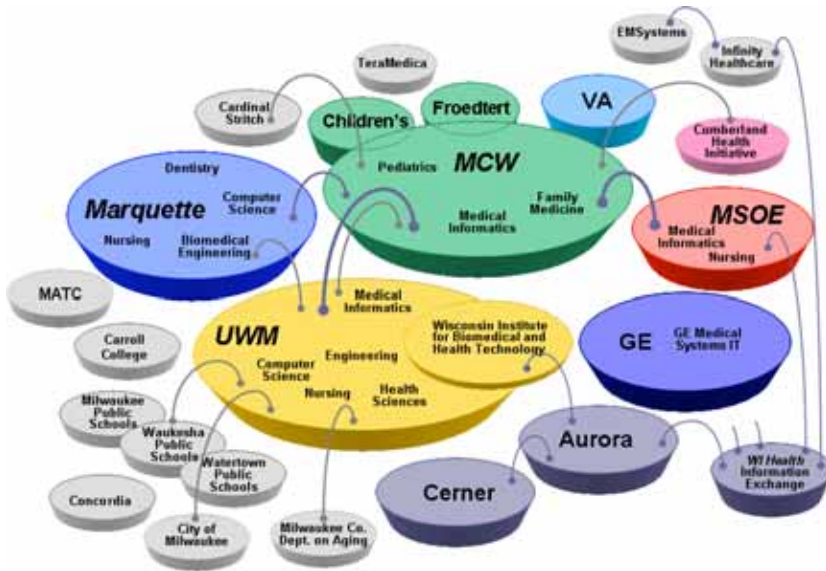 EMSystems
Infinity
Healthcare
TeraMedica
Cardinal
Stritch
Children's
Froedtert
VA
Cumberland
Health
Initiative
Dentistry
Pediatrics
MCW
Marquette
Computer
Science
Family
Medicine
MSOE
Nursing
Biomedical
Engineering
Medical
Informatics
Medical
Informatics
Nursing
MATC
Medical
Informatics
UWM
Wisconsin Institute
for Biomedical and
Health Technology
GE
GE Medical
Systems IT
Carroll
College
Engineering
Computer
Science
Nursing
Health
Sciences
Milwaukee
Public
Schools
Waukesha
Public
Schools
Watertown
Public
Schools
Aurora
WI Health
Information
Exchange
Concordia
Cerner
City of
Milwaukee
Milwaukee Co.
Dept. on Aging